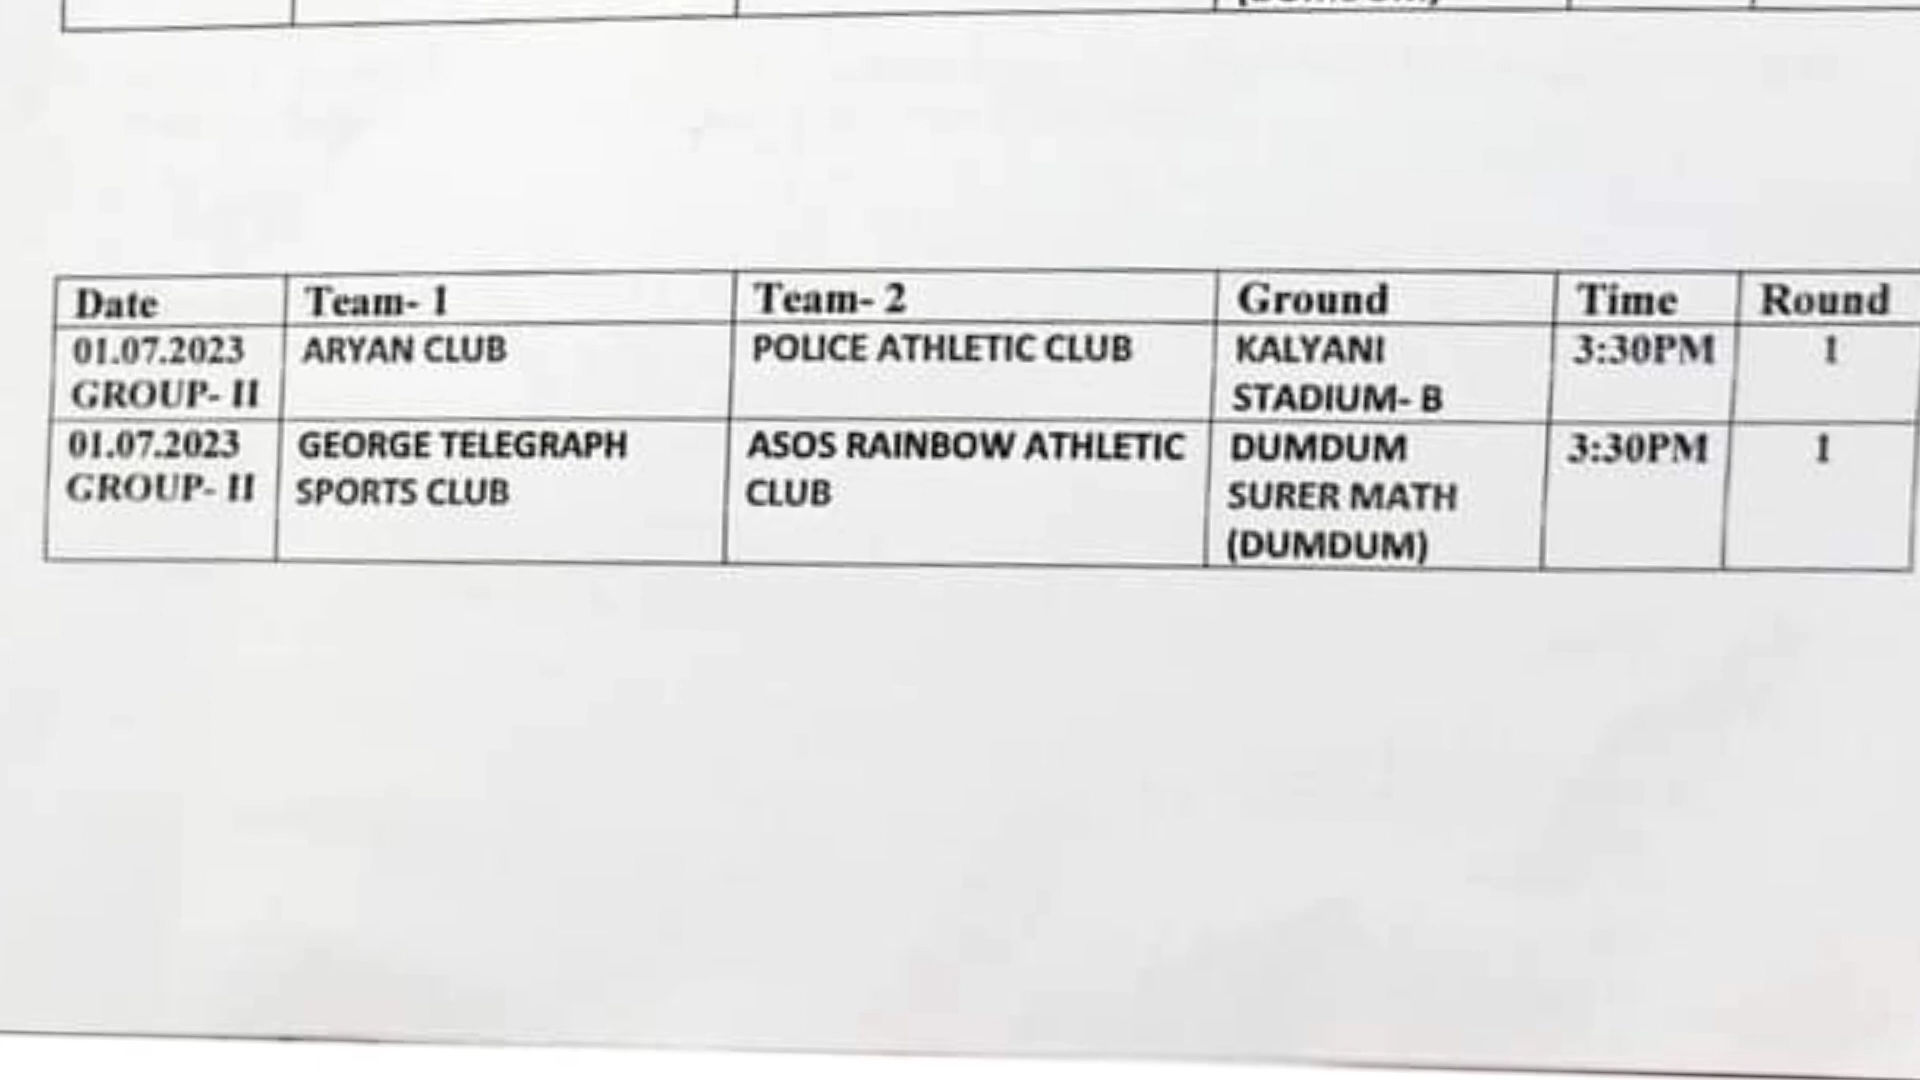 Date Team- 1 Team- 2 Ground Time Round
01.07.2023 ARYAN CLUB POLICE ATHLETIC CLUB KALYANI 3:30PM 1
GROUP- II STADIUM- B
01.07.2023 GEORGE TELEGRAPH ASOS RAINBOW ATHLETIC DUMDUM 3:30PM 1
GROUP- II SPORTS CLUB CLUB SURER MATH
(DUMDUM)